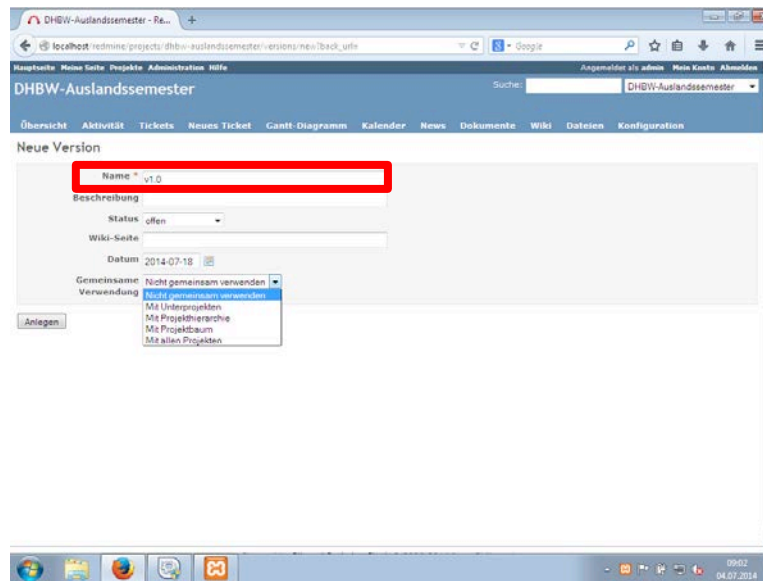 DHBW-Auslandssemester - Re...
localhost/redmine/projects/dhbw-auslandssemester/versions/new?back_url=
Google
Hauptseite Meine Seite Projekte Administration Hilfe
Angemeldet als admin Mein Konto Abmelden
DHBW-Auslandssemester
Suche:
DHBW-Auslandssemester
Übersicht Aktivität Tickets Neues Ticket Gantt-Diagramm Kalender News Dokumente Wiki Dateien Konfiguration
Neue Version
Name * v1.0
Beschreibung
Status offen
Wiki-Seite
Datum 2014-07-18
Gemeinsame Verwendung Nicht gemeinsam verwenden
Nicht gemeinsam verwenden
Mit Unterprojekten
Mit Projekthierarchie
Mit Projektbaum
Mit allen Projekten
Anlegen
09:02
04.07.2014